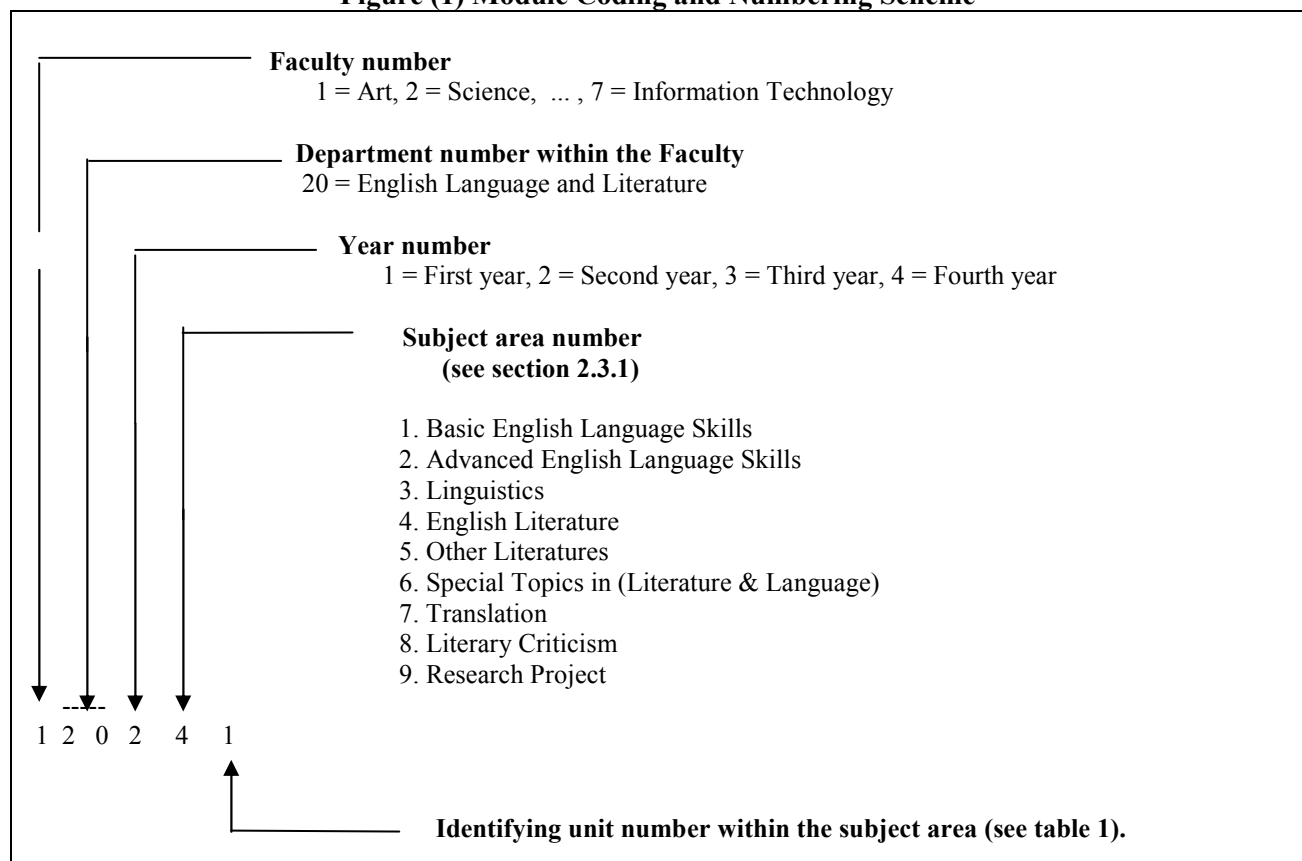 Figure (1) Module Coding and Numbering Scheme
Faculty number
1 = Art, 2 = Science, ... , 7 = Information Technology
Department number within the Faculty
20 = English Language and Literature
Year number
1 = First year, 2 = Second year, 3 = Third year, 4 = Fourth year
Subject area number
(see section 2.3.1)
1. Basic English Language Skills
2. Advanced English Language Skills
3. Linguistics
4. English Literature
5. Other Literatures
6. Special Topics in (Literature & Language)
7. Translation
8. Literary Criticism
9. Research Project
1 2 0 2 4 1
Identifying unit number within the subject area (see table 1).